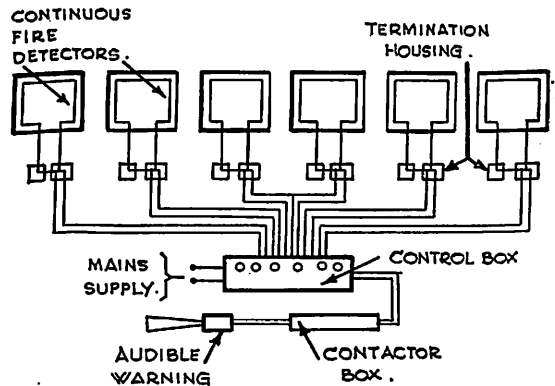 CONTINUOUS
FIRE
DETECTORS.
TERMINATION
HOUSING.
MAINS
SUPPLY.
CONTROL BOX
AUDIBLE
WARNING
CONTACTOR
BOX.